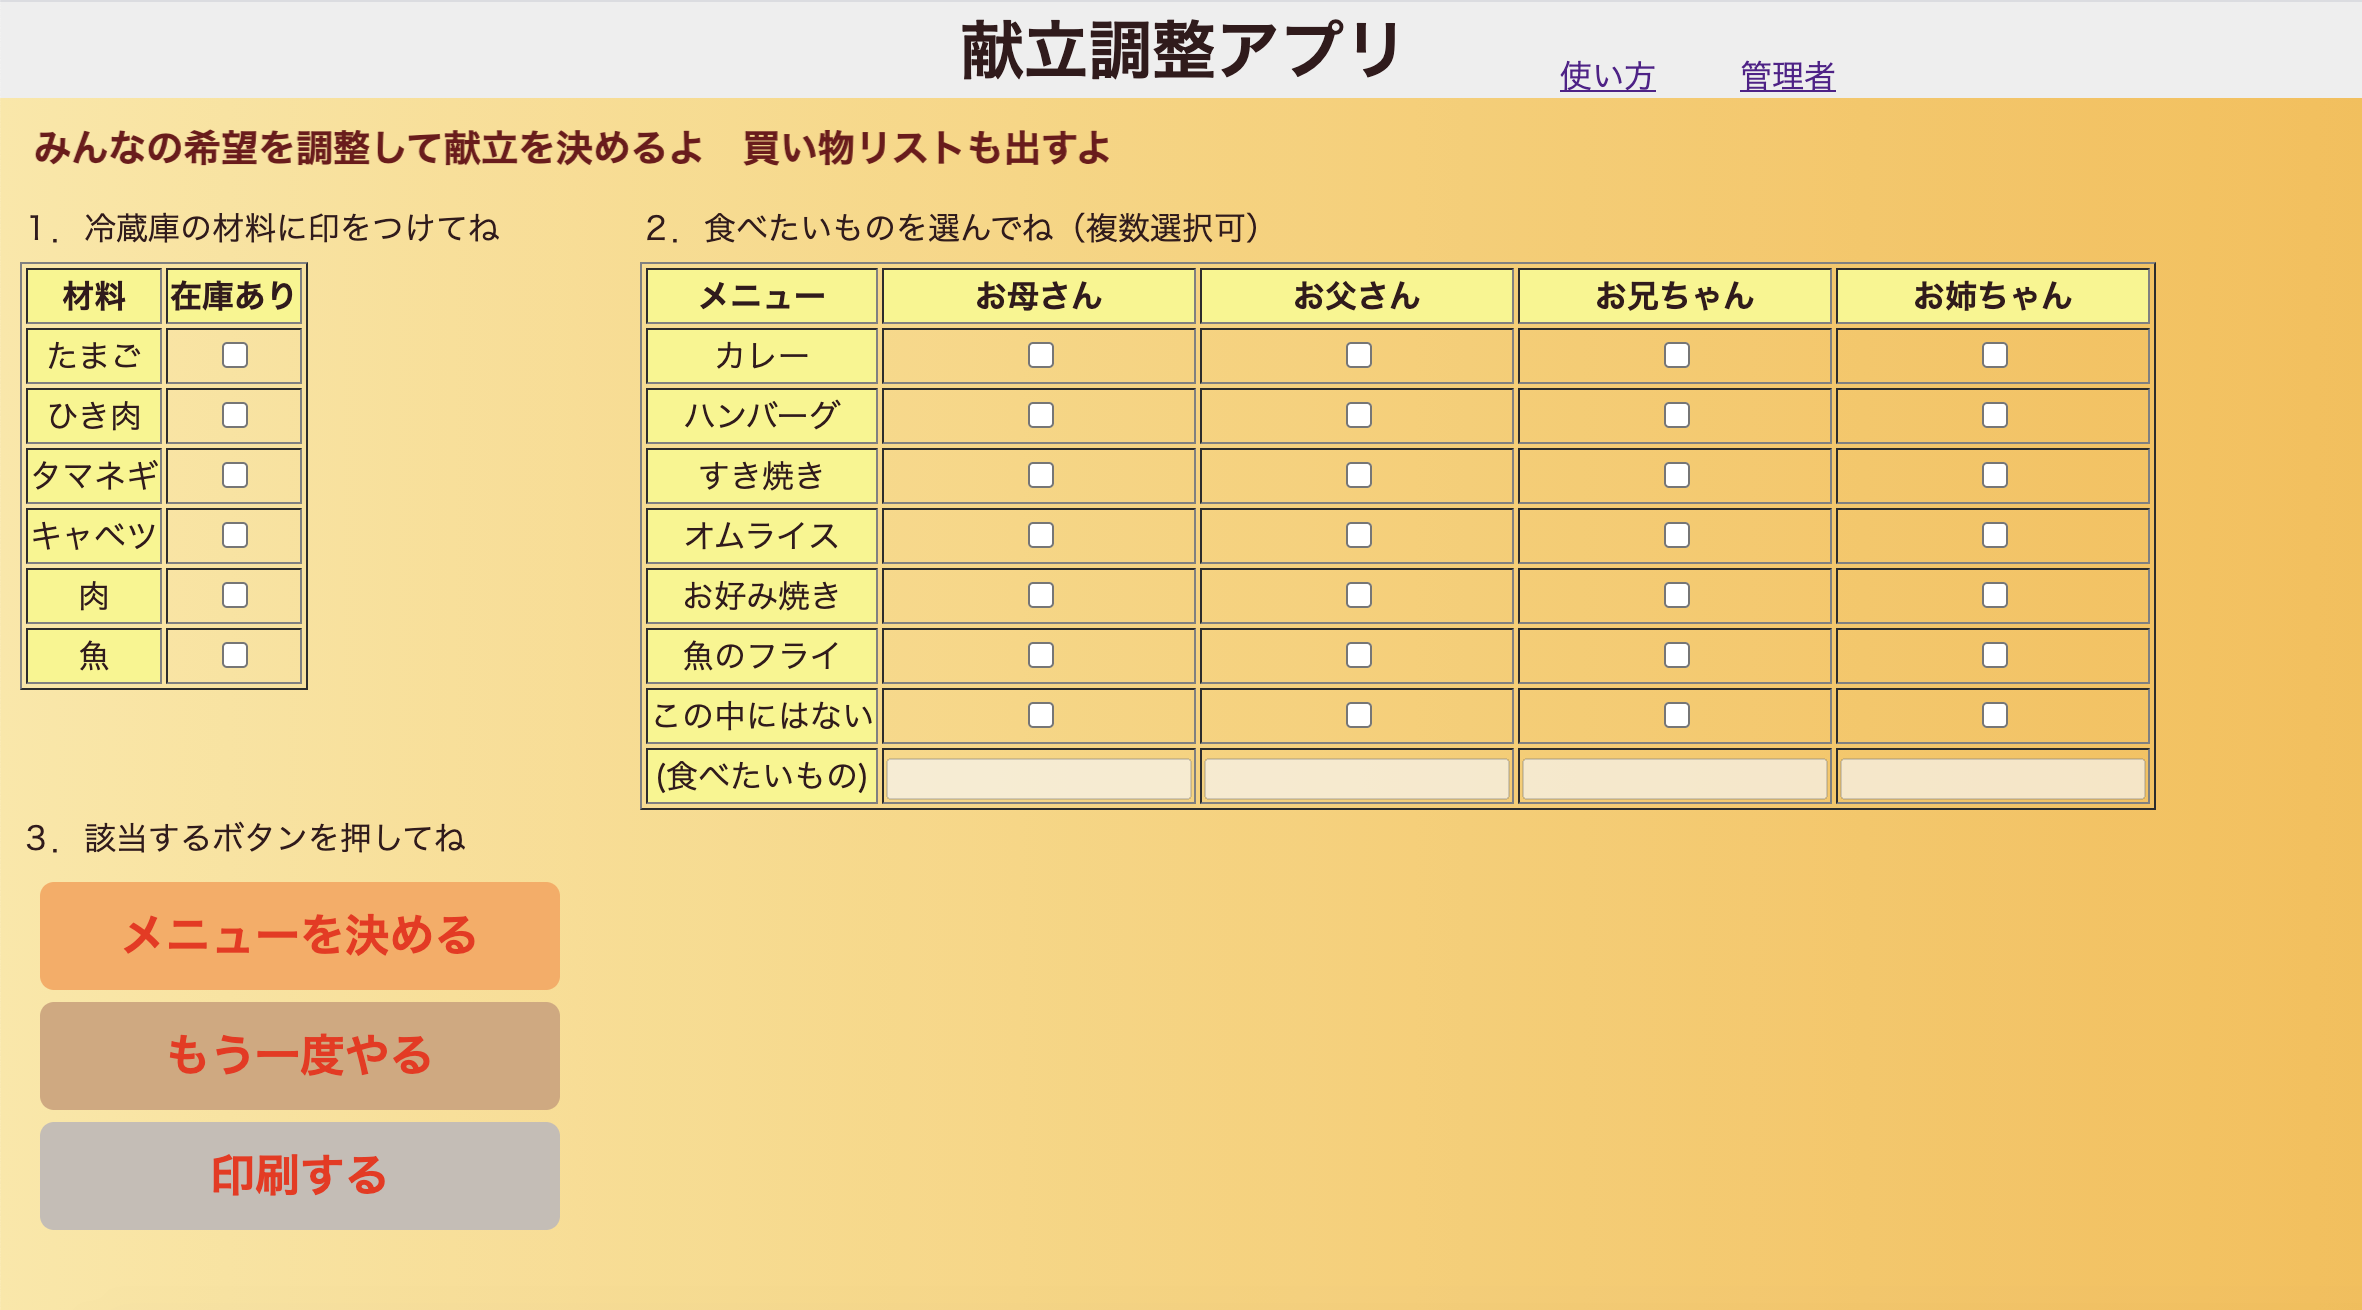 献立調整アプリ
使い方
管理者
みんなの希望を調整して献立を決めるよ　買い物リストも出すよ
1．冷蔵庫の材料に印をつけてね
材料 在庫あり
たまご
ひき肉
タマネギ
キャベツ
肉
魚
2．食べたいものを選んでね（複数選択可）
メニュー お母さん お父さん お兄ちゃん お姉ちゃん
カレー
ハンバーグ
すき焼き
オムライス
お好み焼き
魚のフライ
この中にはない
(食べたいもの)
3．該当するボタンを押してね
メニューを決める
もう一度やる
印刷する